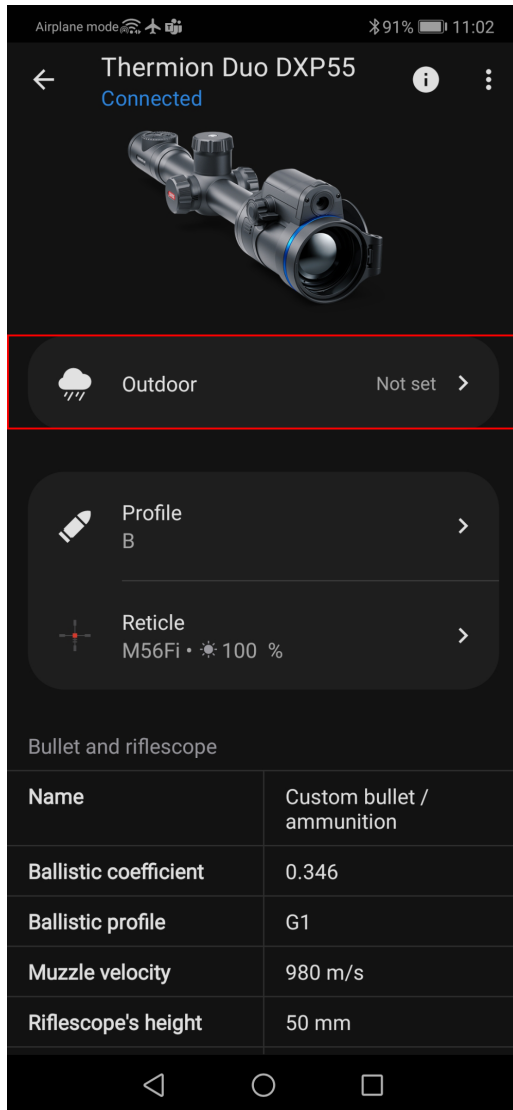 Airplane mode 91% 11:02
Thermion Duo DXP55
Connected
Outdoor Not set
Profile
B
Reticle
M56Fi • 100 %
Bullet and riflescope
Name Custom bullet /
ammunition
Ballistic coefficient 0.346
Ballistic profile G1
Muzzle velocity 980 m/s
Riflescope's height 50 mm